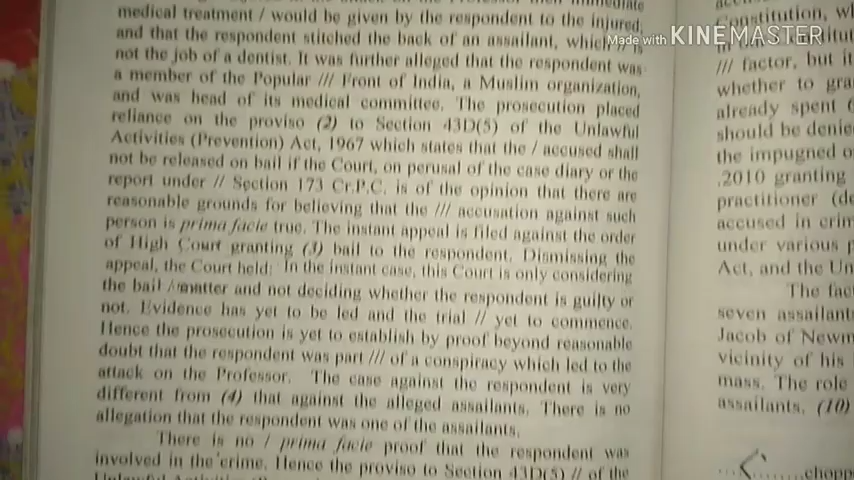 medical treatment / would be given by the respondent to the injured,
and that the respondent stitched the back of an assailant, which is
not the job of a dentist. It was further alleged that the respondent was
a member of the Popular /// Front of India, a Muslim organization,
and was head of its medical committee. The prosecution placed
reliance on the proviso (2) to Section 43D(5) of the Unlawful
Activities (Prevention) Act, 1967 which states that the / accused shall
not be released on bail if the Court, on perusal of the case diary or the
report under // Section 173 Cr.P.C. is of the opinion that there are
reasonable grounds for believing that the /// accusation against such
person is prima facie true. The instant appeal is filed against the order
of High Court granting (3) bail to the respondent. Dismissing the
appeal, the Court held: In the instant case, this Court is only considering
the bail / matter and not deciding whether the respondent is guilty or
not. Evidence has yet to be led and the trial // yet to commence.
Hence the prosecution is yet to establish by proof beyond reasonable
doubt that the respondent was part /// of a conspiracy which led to the
attack on the Professor. The case against the respondent is very
different from (4) that against the alleged assailants. There is no
allegation that the respondent was one of the assailants.
There is no / prima facie proof that the respondent was
involved in the crime. Hence the proviso to Section 43D(5) // of the
Made with KINEMASTER
Constitution, wh
/// factor, but it
whether to gra
already spent
should be denie
the impugned o
.2010 granting
practitioner (de
accused in crim
under various p
Act, and the Un
The fact
seven assailants
Jacob of Newm
vicinity of his
mass. The role
assailants. (10)
chopp